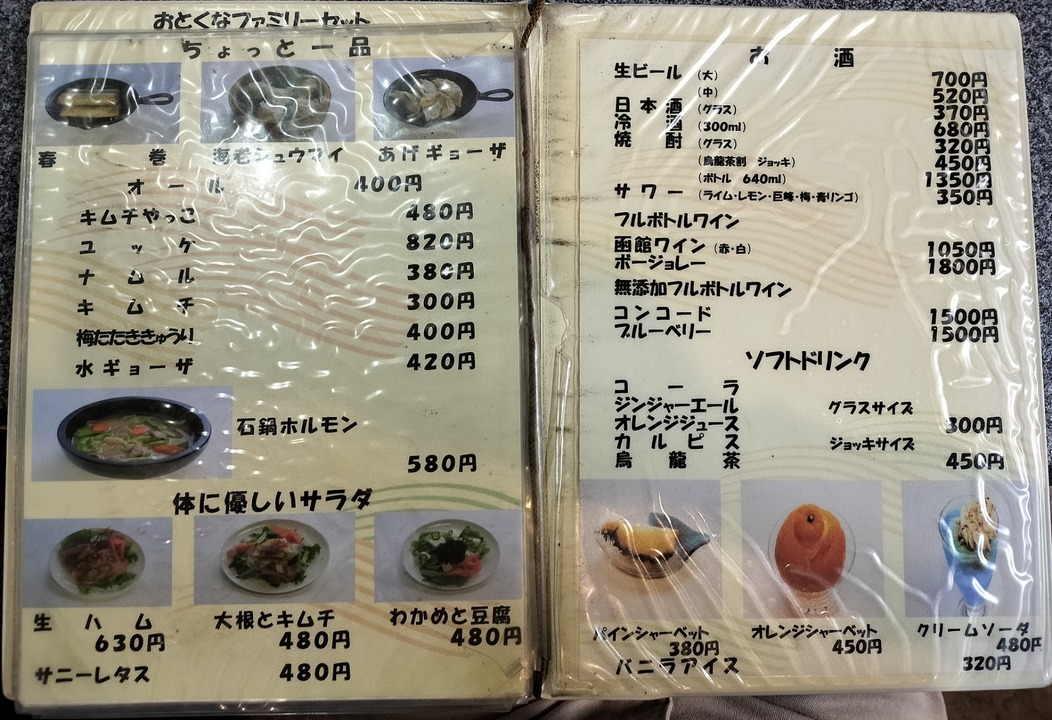 おとくなファミリーセット
ちょっと一品
春巻 海老シュウマイ あげギョーザ
オール 400円
キムチやっこ 480円
ユッケ 820円
ナムル 380円
キムチ 300円
梅たたききゅうり 400円
水ギョーザ 420円
石鍋ホルモン
580円
体に優しいサラダ
生ハム 大根とキムチ わかめと豆腐
630円 480円 480円
サニーレタス 480円
お酒
生ビール (大) 700円
(中) 520円
日本酒 (グラス) 370円
冷酒 (300ml) 680円
焼酎 (グラス) 320円
(烏龍茶割 ジョッキ) 450円
(ボトル 640ml) 1350円
サワー (ライム・レモン・巨峰・梅・青リンゴ) 350円
フルボトルワイン
函館ワイン (赤・白) 1050円
ボージョレー 1800円
無添加フルボトルワイン
コンコード 1500円
ブルーベリー 1500円
ソフトドリンク
コーラ
ジンジャーエール グラスサイズ
オレンジジュース 300円
カルピス ジョッキサイズ
烏龍茶 450円
パインシャーベット オレンジシャーベット クリームソーダ
380円 450円 480円
バニラアイス 320円